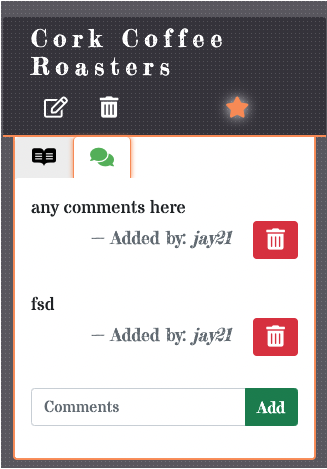 Cork Coffee
Roasters
any comments here
— Added by: jay21
fsd
— Added by: jay21
Comments
Add